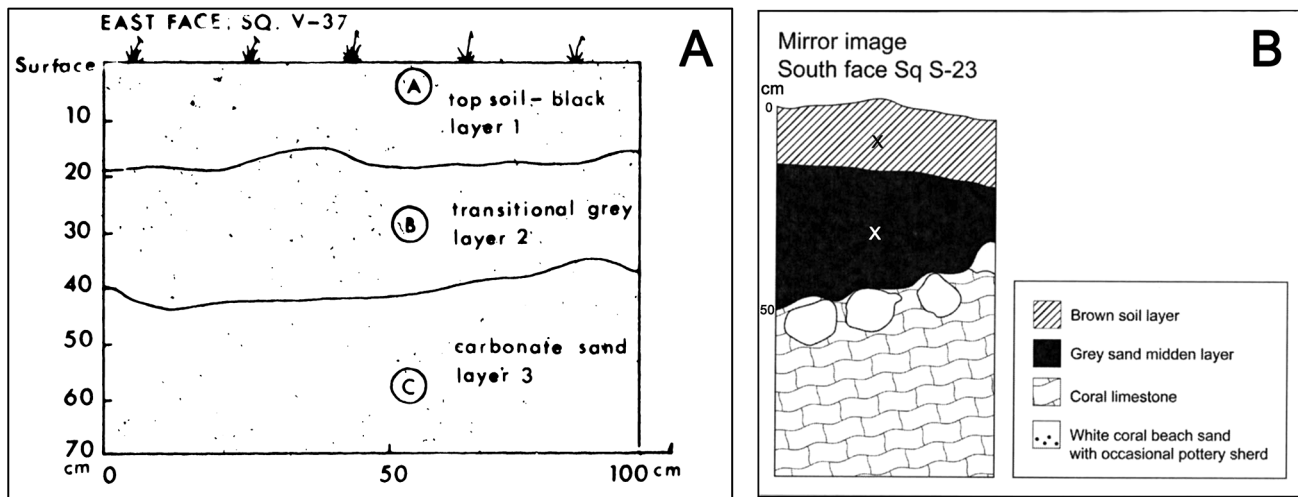 EAST FACE; SQ. V-37
A
Surface
A
top soil – black
layer 1
10
20
B
transitional grey
layer 2
30
40
50
carbonate sand
layer 3
C
60
70
cm
0
50
100 cm
Mirror image
South face Sq S-23
B
cm
0
X
X
50
Brown soil layer
Grey sand midden layer
Coral limestone
White coral beach sand
with occasional pottery sherd